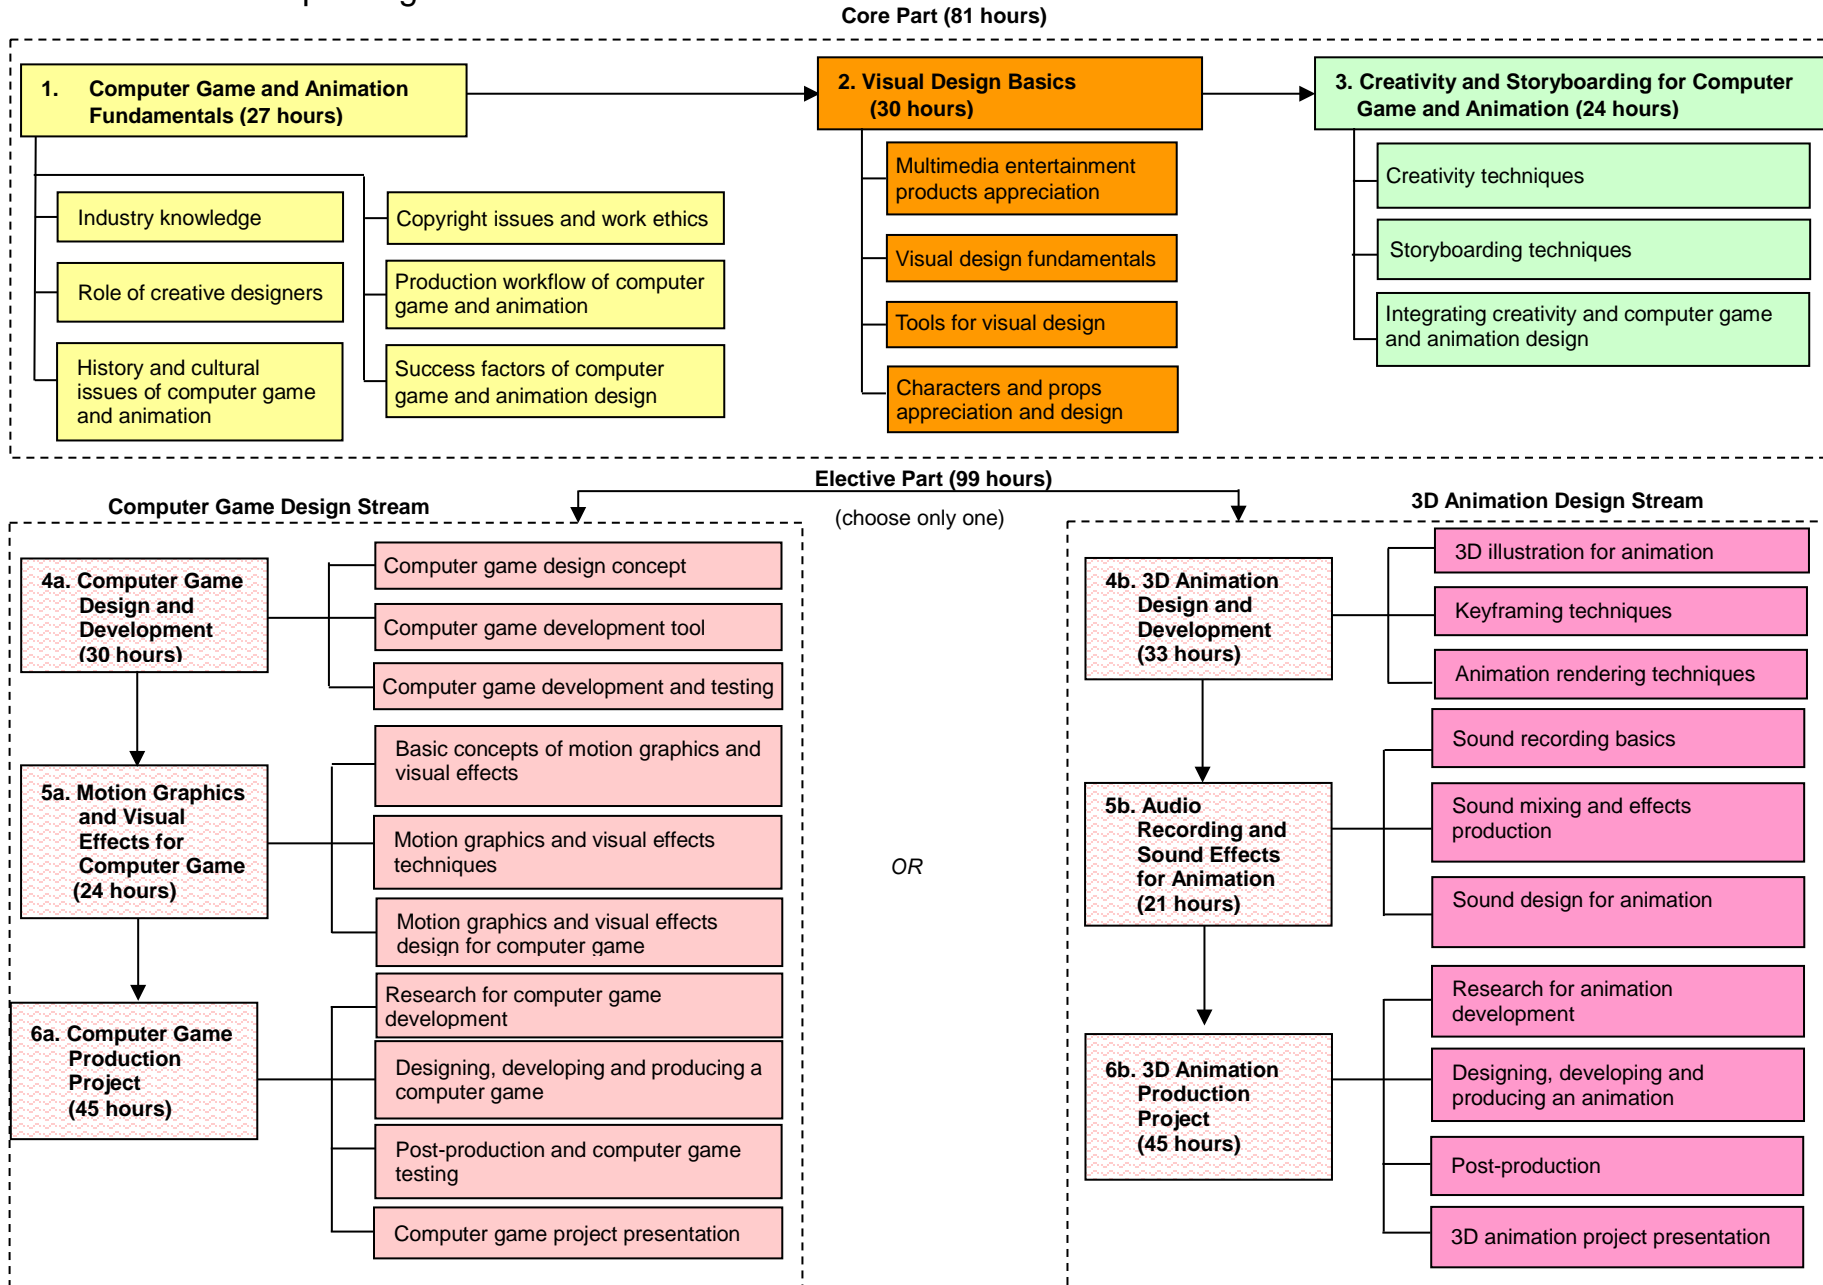 Core Part (81 hours)
1. Computer Game and Animation
Fundamentals (27 hours)
Industry knowledge
Role of creative designers
History and cultural
issues of computer game
and animation
Copyright issues and work ethics
Production workflow of computer
game and animation
Success factors of computer
game and animation design
2. Visual Design Basics
(30 hours)
Multimedia entertainment
products appreciation
Visual design fundamentals
Tools for visual design
Characters and props
appreciation and design
3. Creativity and Storyboarding for Computer
Game and Animation (24 hours)
Creativity techniques
Storyboarding techniques
Integrating creativity and computer game
and animation design
Elective Part (99 hours)
(choose only one)
Computer Game Design Stream
4a. Computer Game
Design and
Development
(30 hours)
Computer game design concept
Computer game development tool
Computer game development and testing
5a. Motion Graphics
and Visual
Effects for
Computer Game
(24 hours)
Basic concepts of motion graphics and
visual effects
Motion graphics and visual effects
techniques
Motion graphics and visual effects
design for computer game
6a. Computer Game
Production
Project
(45 hours)
Research for computer game
development
Designing, developing and producing a
computer game
Post-production and computer game
testing
Computer game project presentation
OR
3D Animation Design Stream
4b. 3D Animation
Design and
Development
(33 hours)
3D illustration for animation
Keyframing techniques
Animation rendering techniques
5b. Audio
Recording and
Sound Effects
for Animation
(21 hours)
Sound recording basics
Sound mixing and effects
production
Sound design for animation
6b. 3D Animation
Production
Project
(45 hours)
Research for animation
development
Designing, developing and
producing an animation
Post-production
3D animation project presentation